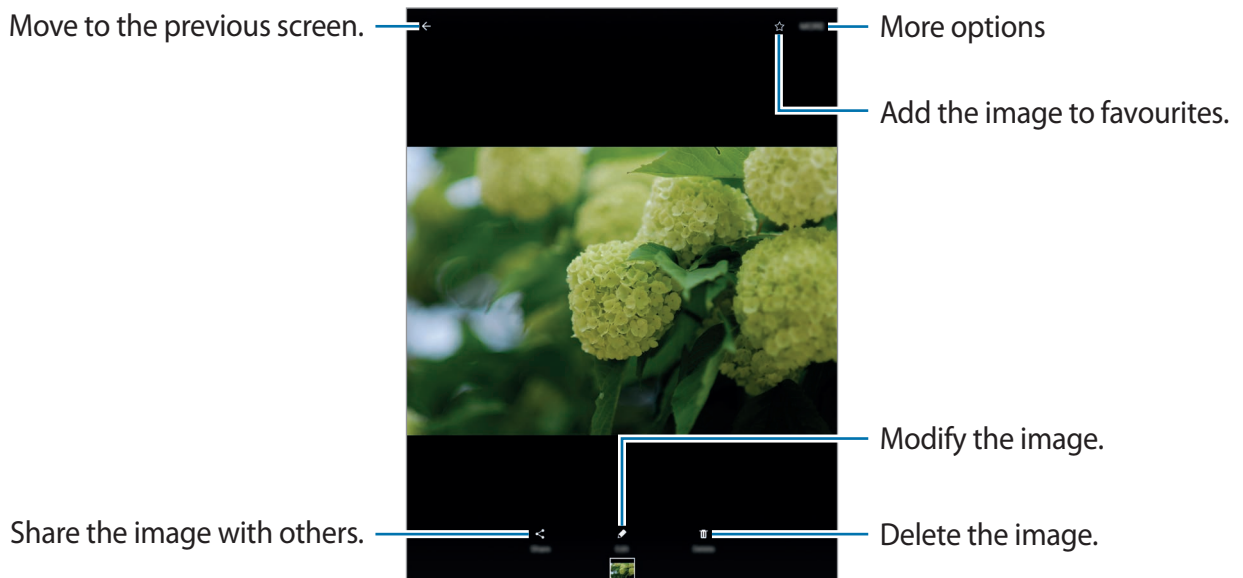 Move to the previous screen.
More options
Add the image to favourites.
Modify the image.
Share the image with others.
Delete the image.